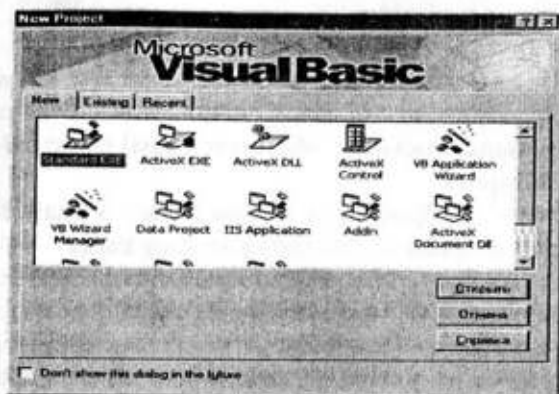 New Project
Microsoft
Visual Basic
New Existing Recent
Standard EXE ActiveX EXE ActiveX DLL ActiveX Control VB Application Wizard
VB Wizard Manager Data Project IIS Application Addin ActiveX Document Dll
Открыть
Отмена
Справка
Don't show this dialog in the future